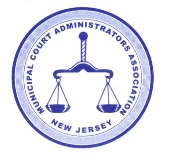 MUNICIPAL COURT ADMINISTRATORS ASSOCIATION
NEW JERSEY